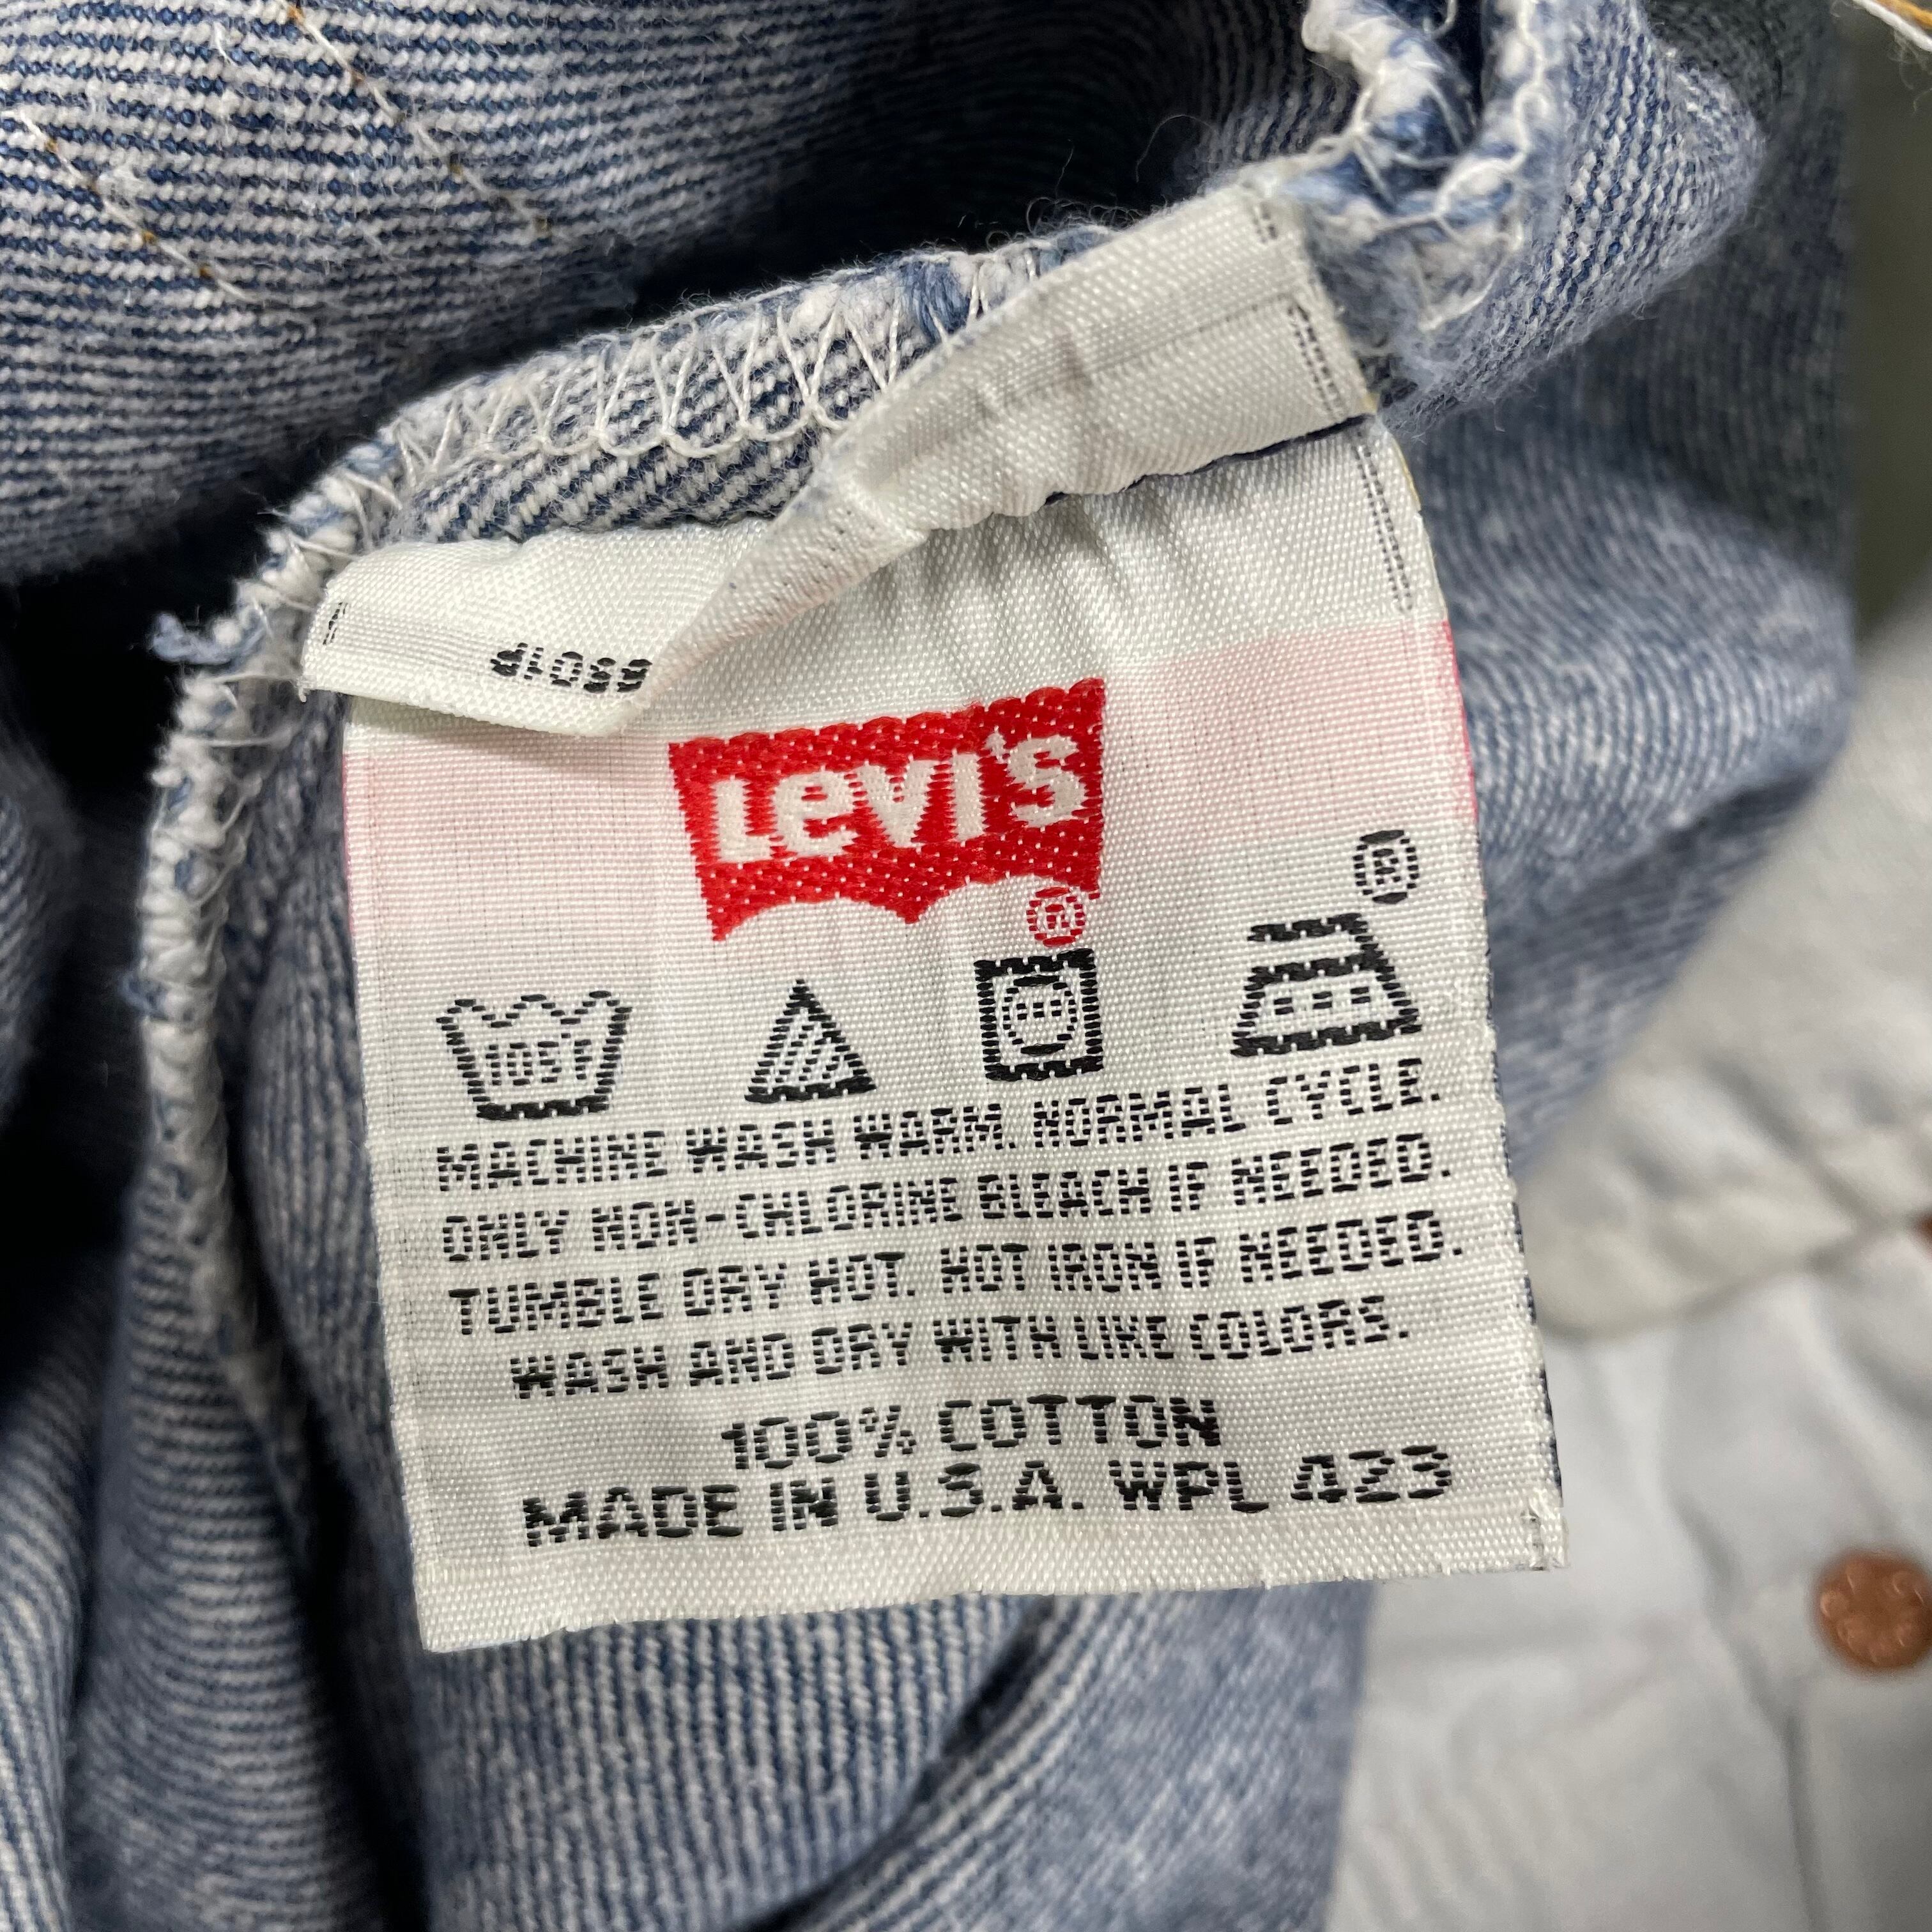 Levi's
®
®
105F
MACHINE WASH WARM. NORMAL CYCLE.
ONLY NON-CHLORINE BLEACH IF NEEDED.
TUMBLE DRY HOT. HOT IRON IF NEEDED.
WASH AND DRY WITH LIKE COLORS.
100% COTTON
MADE IN U.S.A. WPL 423